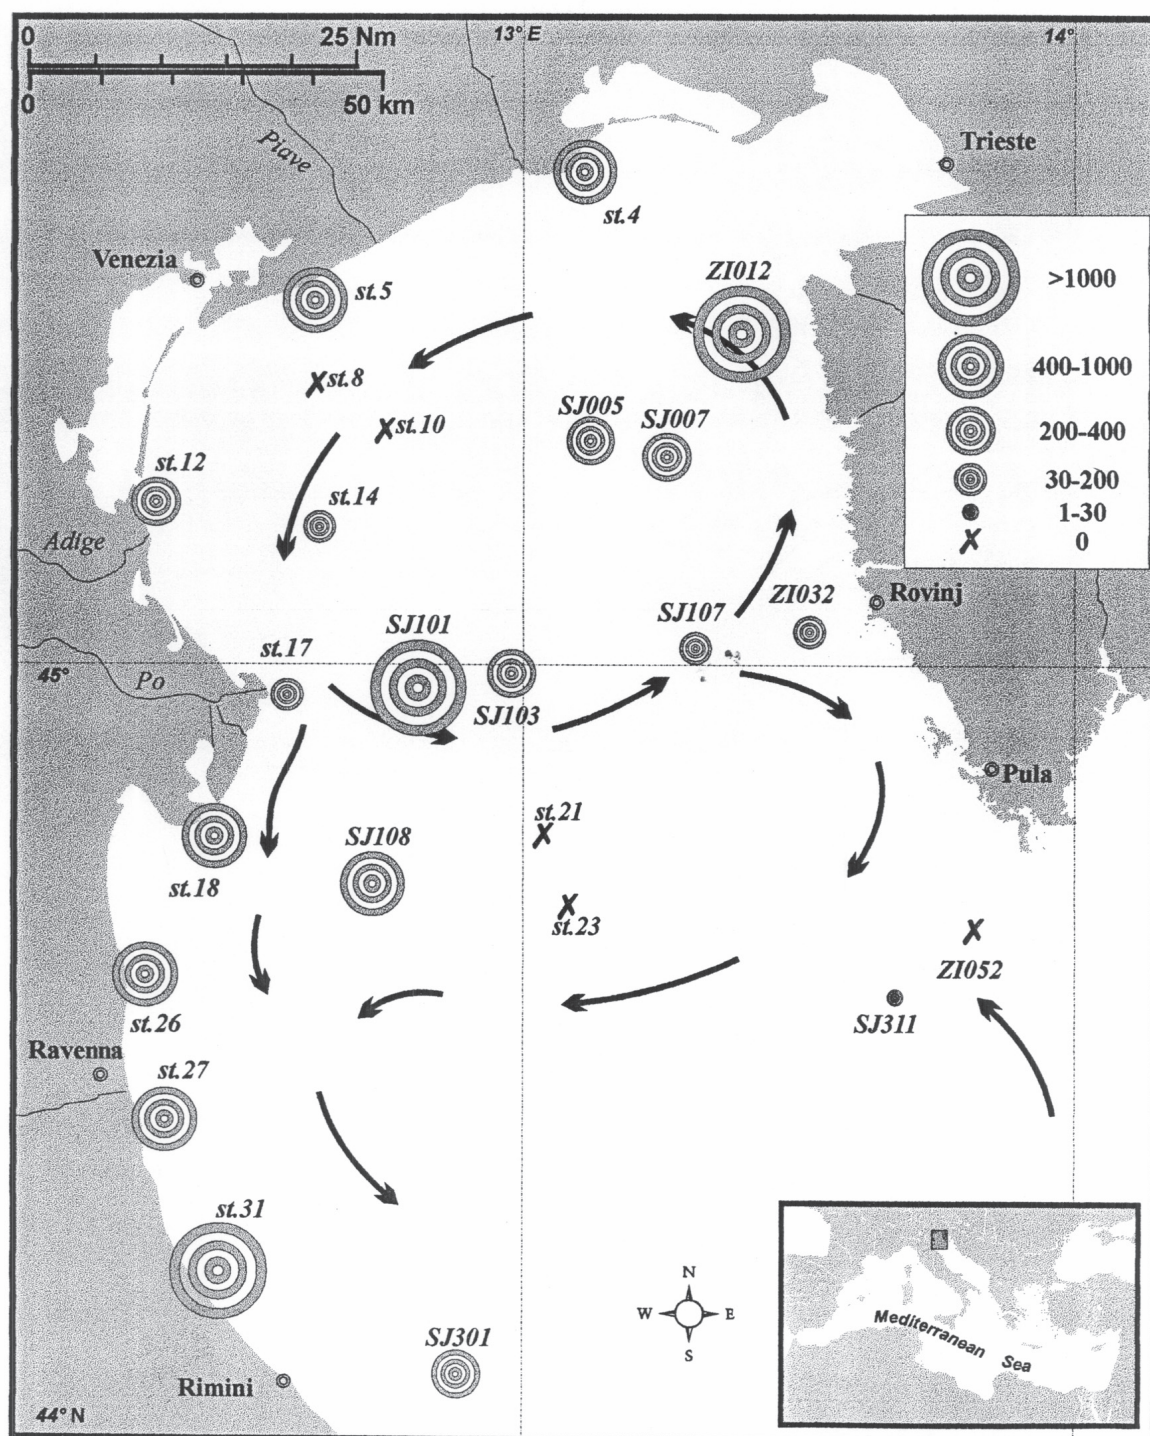 0 25 Nm
0 50 km
13° E
14°
Piave
Trieste
st.4
Venezia
st.5
ZI012
>1000
400-1000
200-400
30-200
1-30
0
st.8
st.10
SJ005
SJ007
st.12
st.14
Adige
Rovinj
SJ107
ZI032
SJ101
st.17
45°
Po
SJ103
Pula
st.21
SJ108
st.18
st.23
ZI052
SJ311
st.26
Ravenna
st.27
st.31
N
W E
S
Mediterranean Sea
SJ301
Rimini
44° N